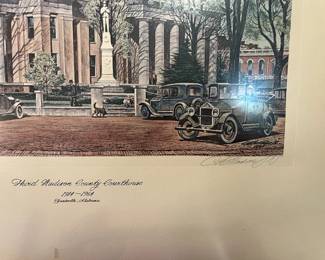 Third Madison County Courthouse
1914—1964
Huntsville, Alabama